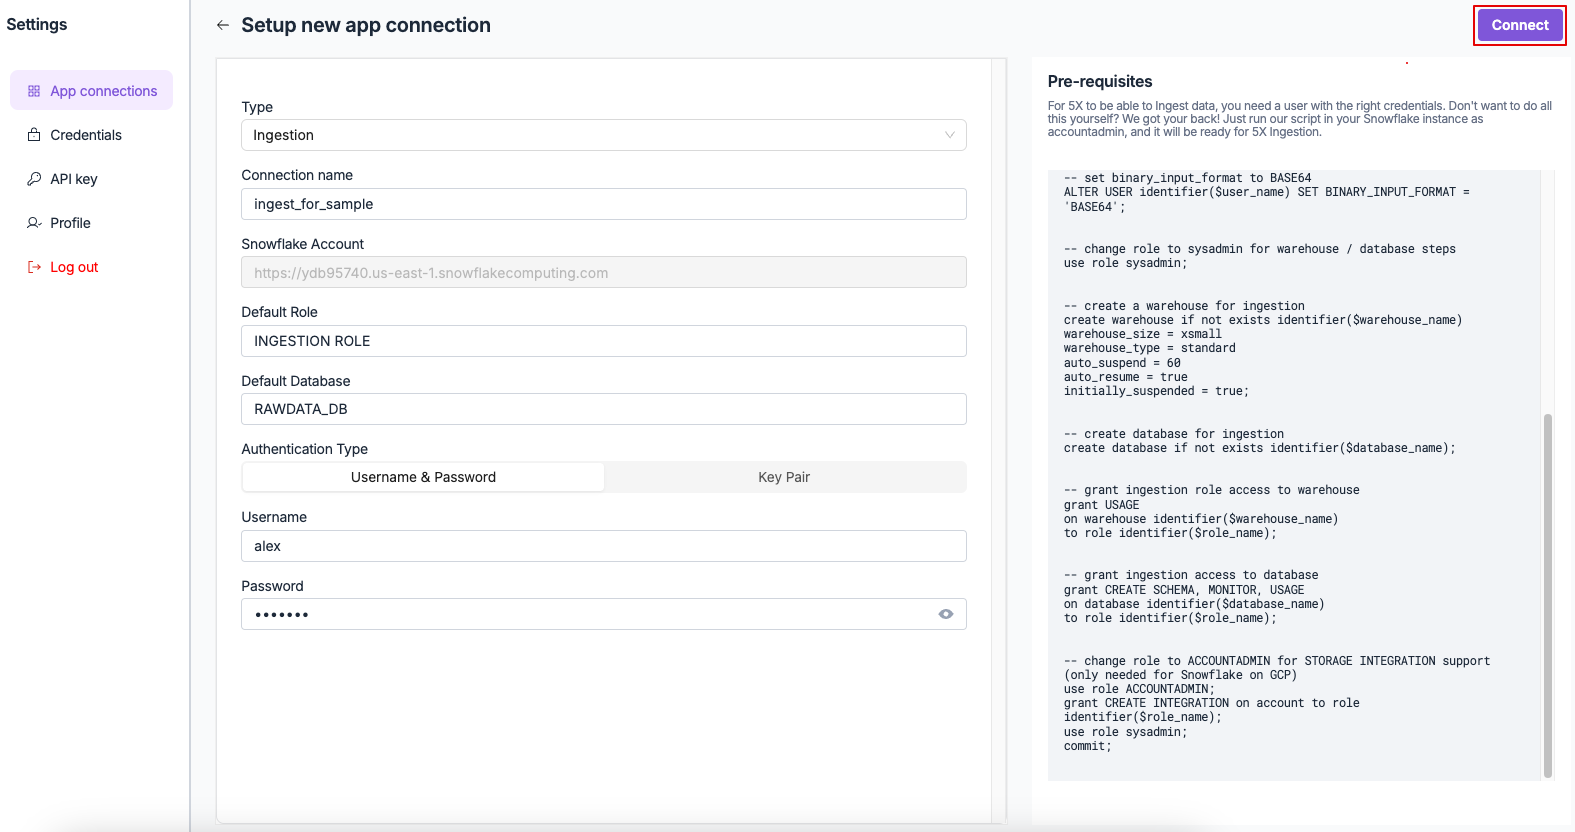 Settings
App connections
Credentials
API key
Profile
Log out
Setup new app connection
Connect
Type
Ingestion
Connection name
ingest_for_sample
Snowflake Account
https://ydb95740.us-east-1.snowflakecomputing.com
Default Role
INGESTION ROLE
Default Database
RAWDATA_DB
Authentication Type
Username & Password
Key Pair
Username
alex
Password
•••••••
Pre-requisites
For 5X to be able to Ingest data, you need a user with the right credentials. Don't want to do all
this yourself? We got your back! Just run our script in your Snowflake instance as
accountadmin, and it will be ready for 5X Ingestion.
-- set binary_input_format to BASE64
ALTER USER identifier($user_name) SET BINARY_INPUT_FORMAT =
'BASE64';
-- change role to sysadmin for warehouse / database steps
use role sysadmin;
-- create a warehouse for ingestion
create warehouse if not exists identifier($warehouse_name)
warehouse_size = xsmall
warehouse_type = standard
auto_suspend = 60
auto_resume = true
initially_suspended = true;
-- create database for ingestion
create database if not exists identifier($database_name);
-- grant ingestion role access to warehouse
grant USAGE
on warehouse identifier($warehouse_name)
to role identifier($role_name);
-- grant ingestion access to database
grant CREATE SCHEMA, MONITOR, USAGE
on database identifier($database_name)
to role identifier($role_name);
-- change role to ACCOUNTADMIN for STORAGE INTEGRATION support
(only needed for Snowflake on GCP)
use role ACCOUNTADMIN;
grant CREATE INTEGRATION on account to role
identifier($role_name);
use role sysadmin;
commit;